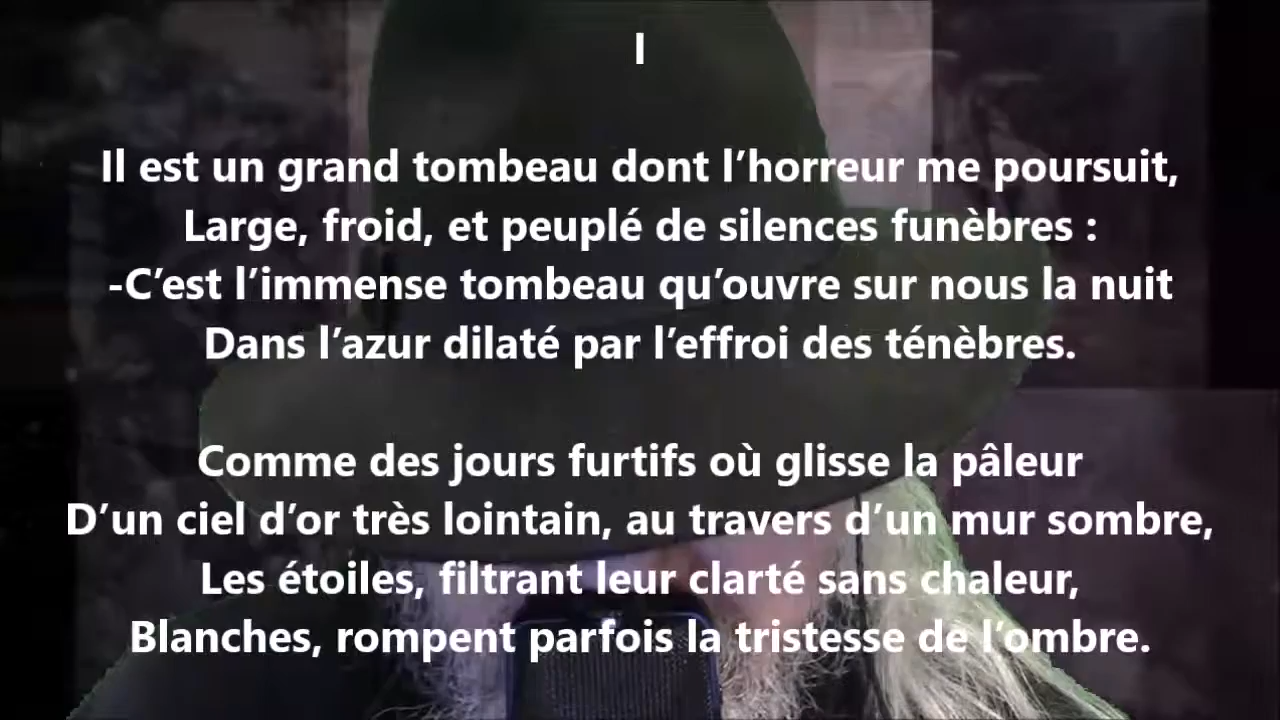 I
Il est un grand tombeau dont l’horreur me poursuit,
Large, froid, et peuplé de silences funèbres :
-C’est l’immense tombeau qu’ouvre sur nous la nuit
Dans l’azur dilaté par l’effroi des ténèbres.
Comme des jours furtifs où glisse la pâleur
D’un ciel d’or très lointain, au travers d’un mur sombre,
Les étoiles, filtrant leur clarté sans chaleur,
Blanches, rompent parfois la tristesse de l’ombre.